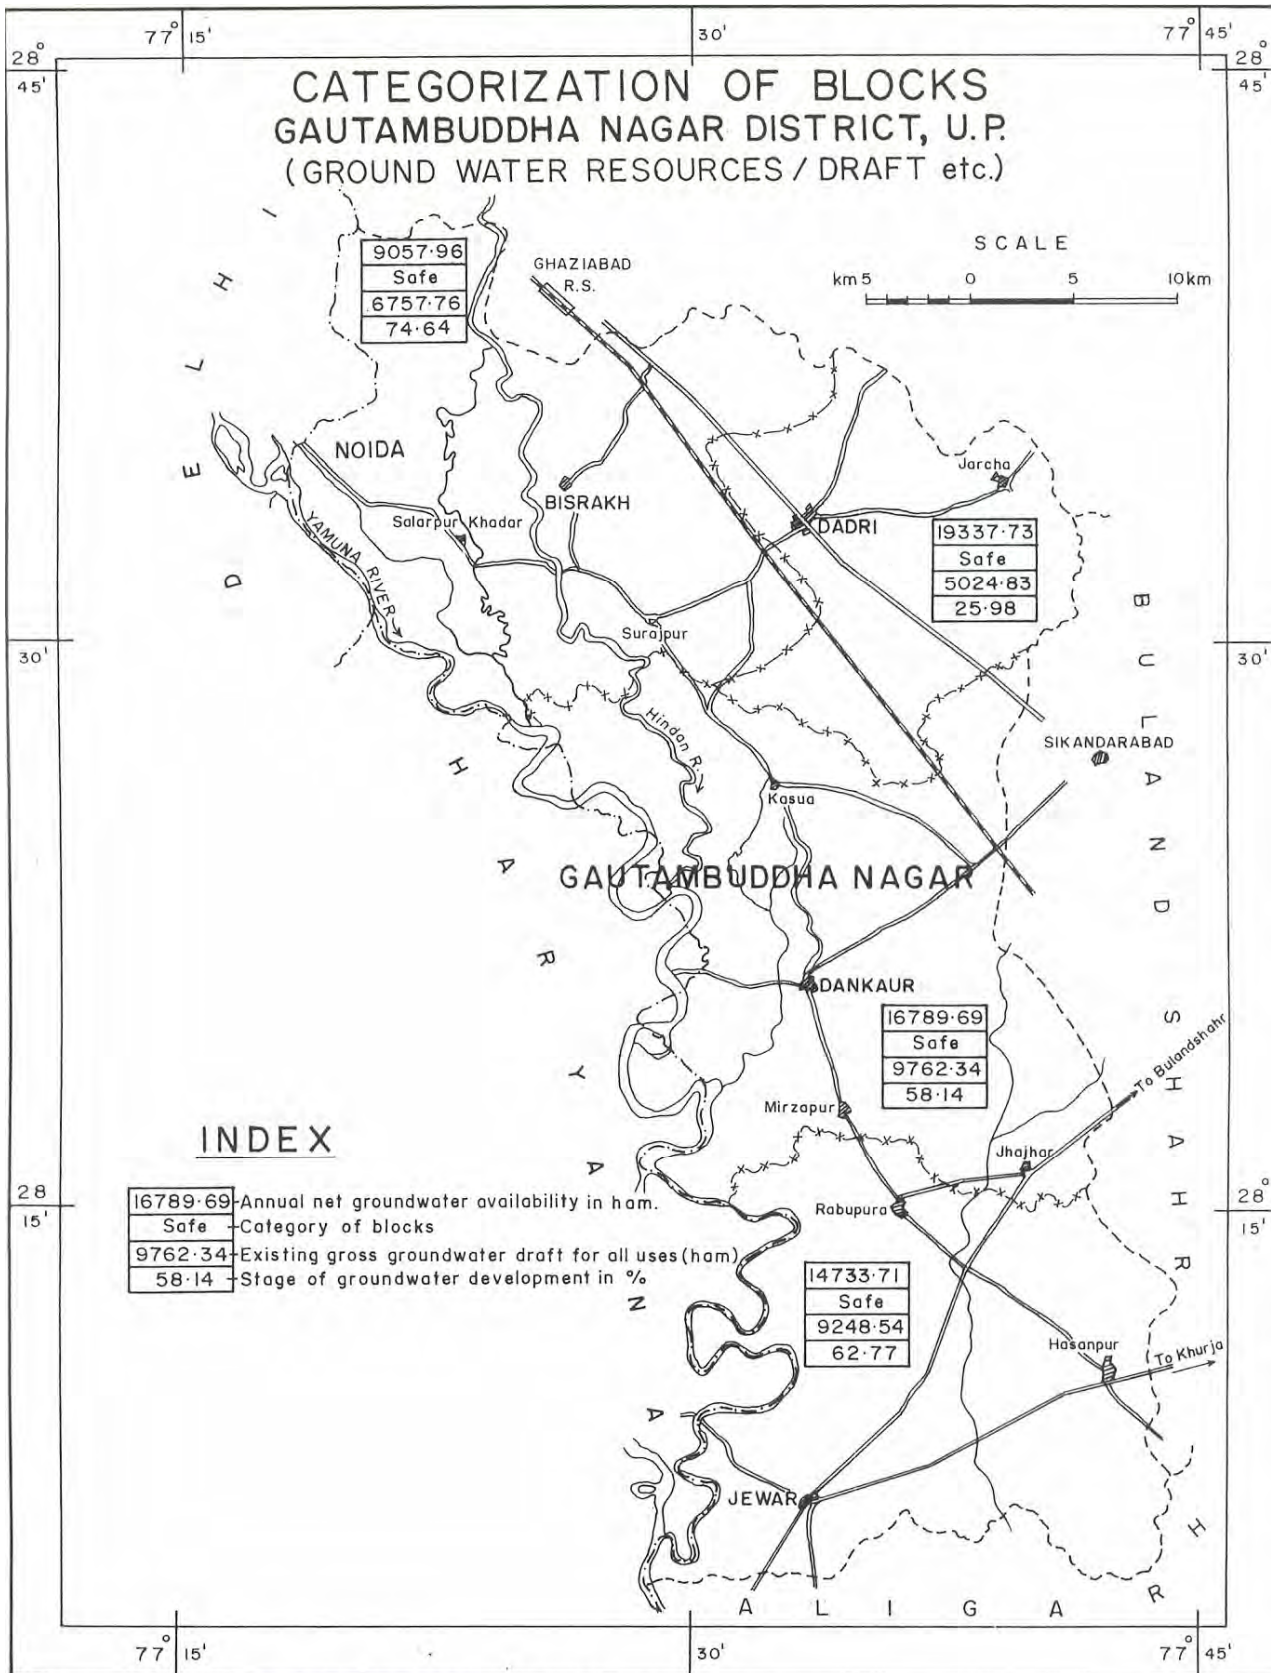 77° 15' 30' 77° 45'
28° 45' 28° 45'
CATEGORIZATION OF BLOCKS
GAUTAMBUDDHA NAGAR DISTRICT, U.P.
(GROUND WATER RESOURCES / DRAFT etc.)
SCALE
km 5 0 5 10 km
9057·96
Safe
6757·76
74·64
GHAZIABAD
R.S.
DELHI
NOIDA
BISRAKH
Salarpur Khadar
Jarcha
DADRI
19337·73
Safe
5024·83
25·98
YAMUNA RIVER
Surajpur
30' 30'
Hindan R.
SIKANDARABAD
BULANDSHAHR
Kasua
HARYANA
GAUTAMBUDDHA NAGAR
DANKAUR
16789·69
Safe
9762·34
58·14
To Bulandshahr
Mirzapur
Jhajhar
Rabupura
28 15' 28° 15'
INDEX
16789·69 Annual net groundwater availability in ham.
Safe Category of blocks
9762·34 Existing gross groundwater draft for all uses (ham)
58·14 Stage of groundwater development in %
14733·71
Safe
9248·54
62·77
Hasanpur
To Khurja
JEWAR
ALIGARH
77° 15' 30' 77° 45'